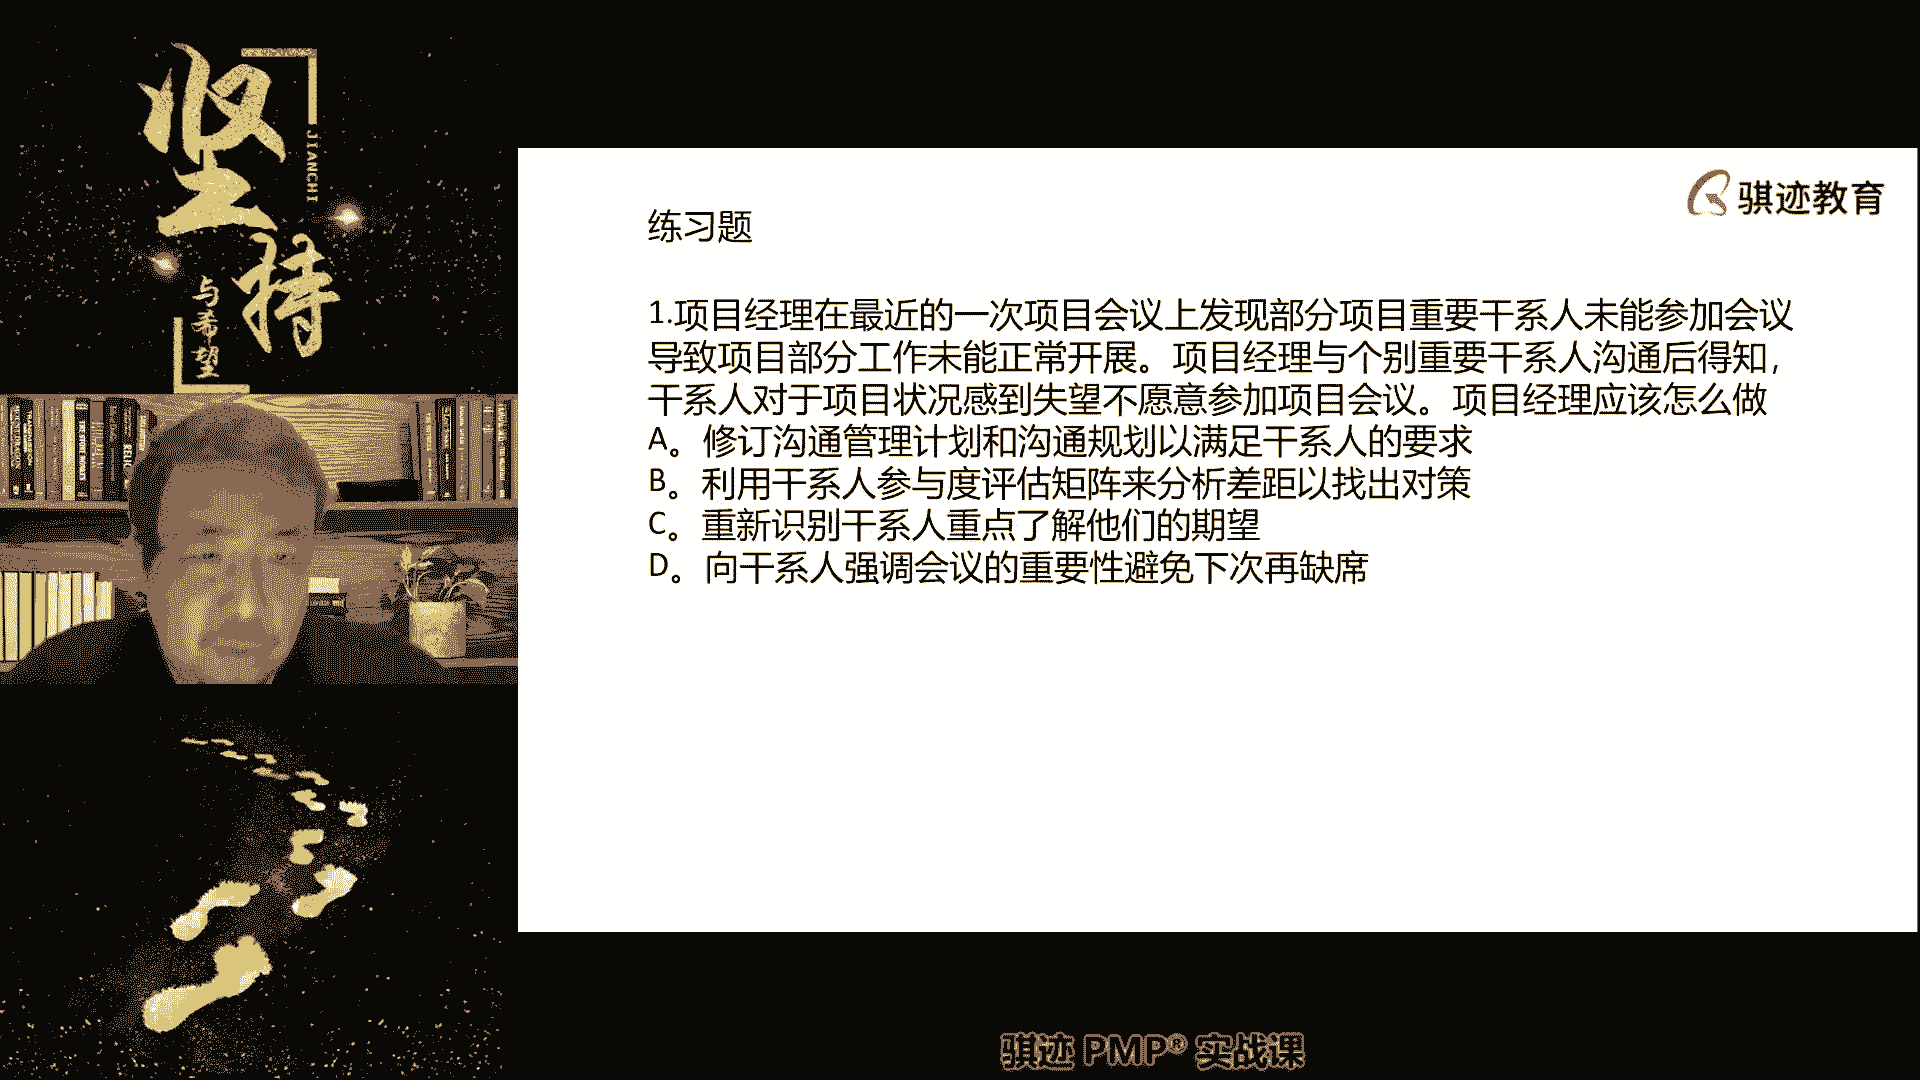 坚持
JIANCHI
与希望
骐迹教育
练习题
1.项目经理在最近的一次项目会议上发现部分项目重要干系人未能参加会议
导致项目部分工作未能正常开展。项目经理与个别重要干系人沟通后得知，
干系人对于项目状况感到失望不愿意参加项目会议。项目经理应该怎么做
A。修订沟通管理计划和沟通规划以满足干系人的要求
B。利用干系人参与度评估矩阵来分析差距以找出对策
C。重新识别干系人重点了解他们的期望
D。向干系人强调会议的重要性避免下次再缺席
骐迹 PMP® 实战课